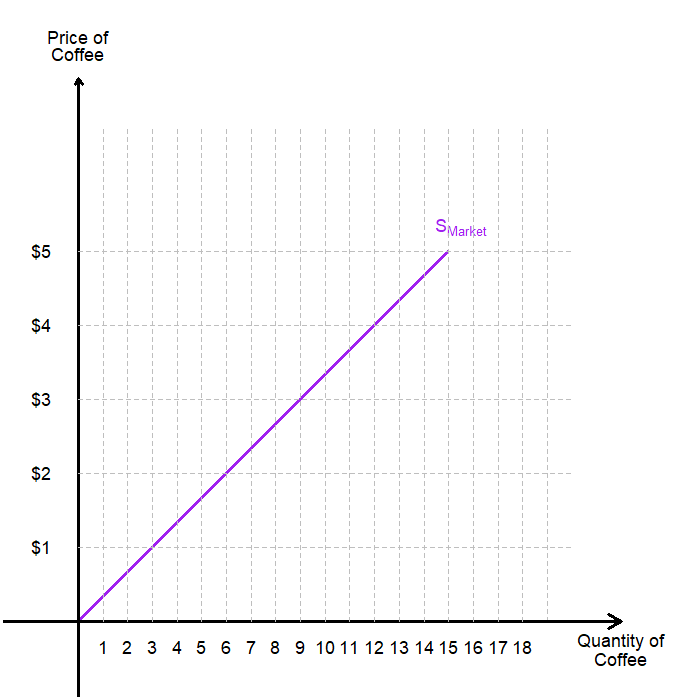 Price of
Coffee
S Market
$5
$4
$3
$2
$1
1 2 3 4 5 6 7 8 9 10 11 12 13 14 15 16 17 18
Quantity of
Coffee